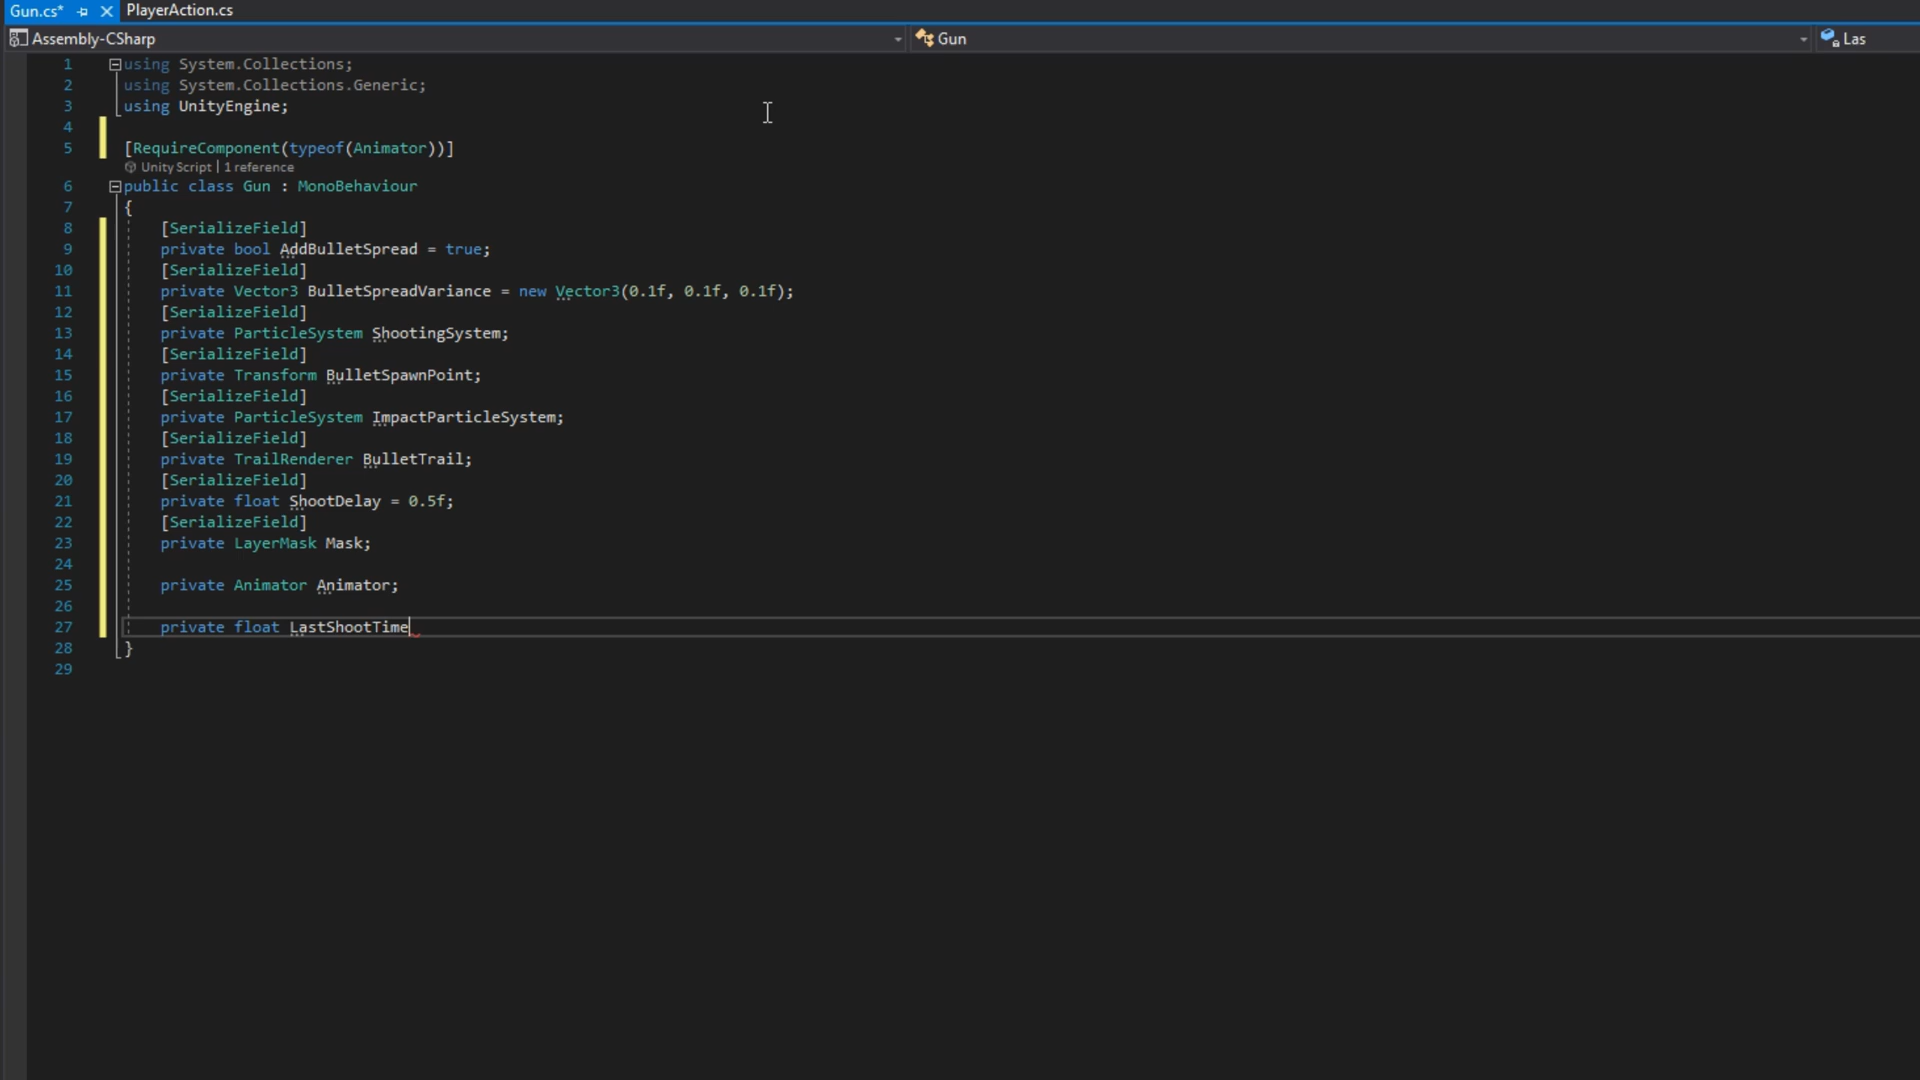 Gun.cs* PlayerAction.cs
Assembly-CSharp Gun Las
1 using System.Collections;
2 using System.Collections.Generic;
3 using UnityEngine;
4
5 [RequireComponent(typeof(Animator))]
Unity Script | 1 reference
6 public class Gun : MonoBehaviour
7 {
8 [SerializeField]
9 private bool AddBulletSpread = true;
10 [SerializeField]
11 private Vector3 BulletSpreadVariance = new Vector3(0.1f, 0.1f, 0.1f);
12 [SerializeField]
13 private ParticleSystem ShootingSystem;
14 [SerializeField]
15 private Transform BulletSpawnPoint;
16 [SerializeField]
17 private ParticleSystem ImpactParticleSystem;
18 [SerializeField]
19 private TrailRenderer BulletTrail;
20 [SerializeField]
21 private float ShootDelay = 0.5f;
22 [SerializeField]
23 private LayerMask Mask;
24
25 private Animator Animator;
26
27 private float LastShootTime
28 }
29